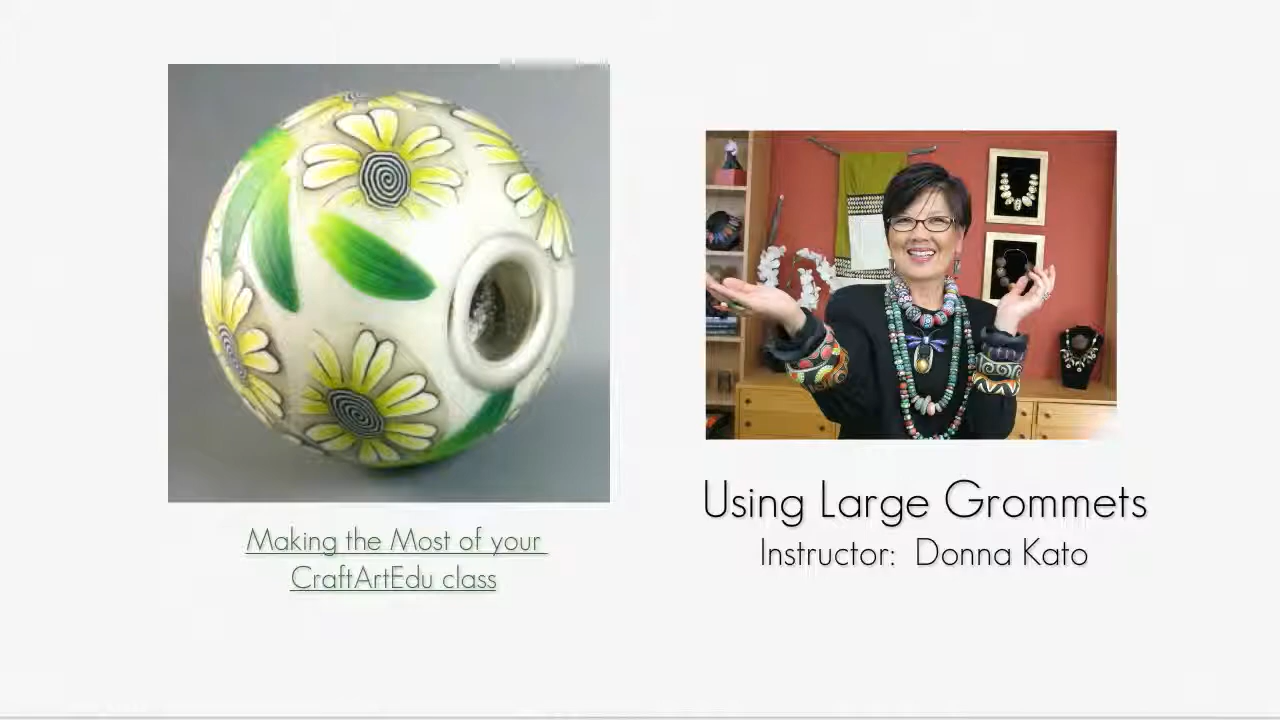 Making the Most of your
CraftArtEdu class
Using Large Grommets
Instructor: Donna Kato